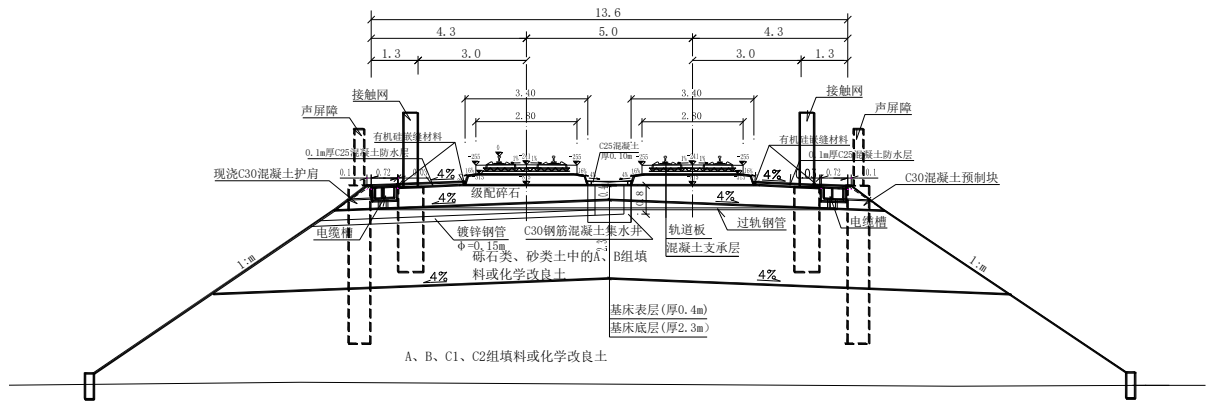 13.6
4.3
5.0
4.3
1.3
3.0
3.0
1.3
接触网
接触网
声屏障
声屏障
3.40
3.40
2.80
2.80
有机硅嵌缝材料
C25混凝土
厚0.10m
有机硅嵌缝材料
0.1m厚C25混凝土防水层
0.1m厚C25混凝土防水层
现浇C30混凝土护肩
0.1
0.72
4%
4%
0.72
0.1
C30混凝土预制块
级配碎石
4%
4%
电缆槽
镀锌钢管
Φ=0.15m
C30钢筋混凝土集水井
轨道板
混凝土支承层
过轨钢管
电缆槽
砾石类、砂类土中的A、B组填
料或化学改良土
1:m
1:m
4%
4%
基床表层(厚0.4m)
基床底层(厚2.3m)
A、B、C1、C2组填料或化学改良土